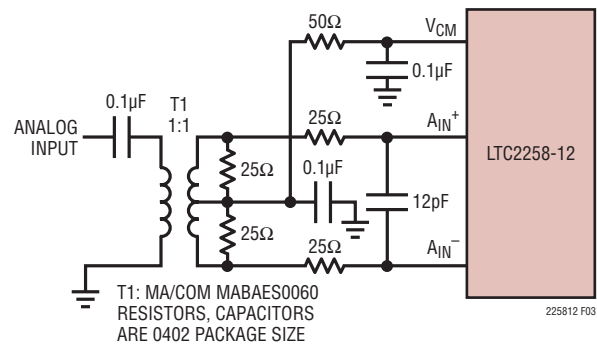 50Ω
VCM
0.1µF
0.1µF
T1
1:1
25Ω
AIN+
ANALOG
INPUT
LTC2258-12
25Ω
0.1µF
12pF
25Ω
25Ω
AIN−
T1: MA/COM MABAES0060
RESISTORS, CAPACITORS
ARE 0402 PACKAGE SIZE
225812 F03